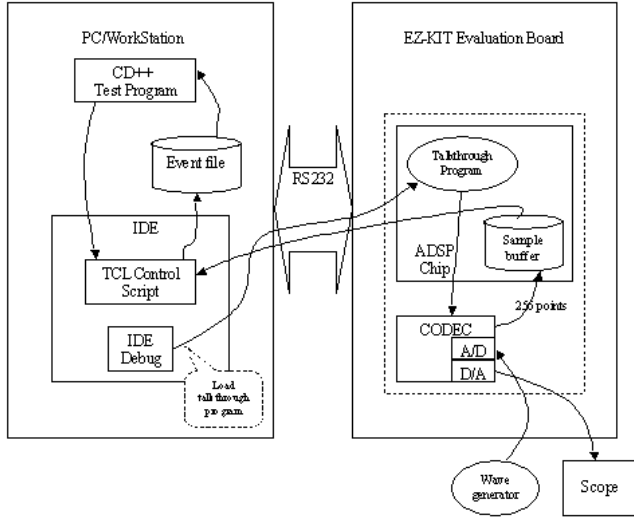 PC/WorkStation
EZ-KIT Evaluation Board
CD++
Test Program
Event file
RS232
Talkthrough
Program
IDE
TCL Control
Script
ADSP
Chip
Sample
buffer
256 points
IDE
Debug
CODEC
A/D
D/A
Load
talkthrough
program
Wave
generator
Scope